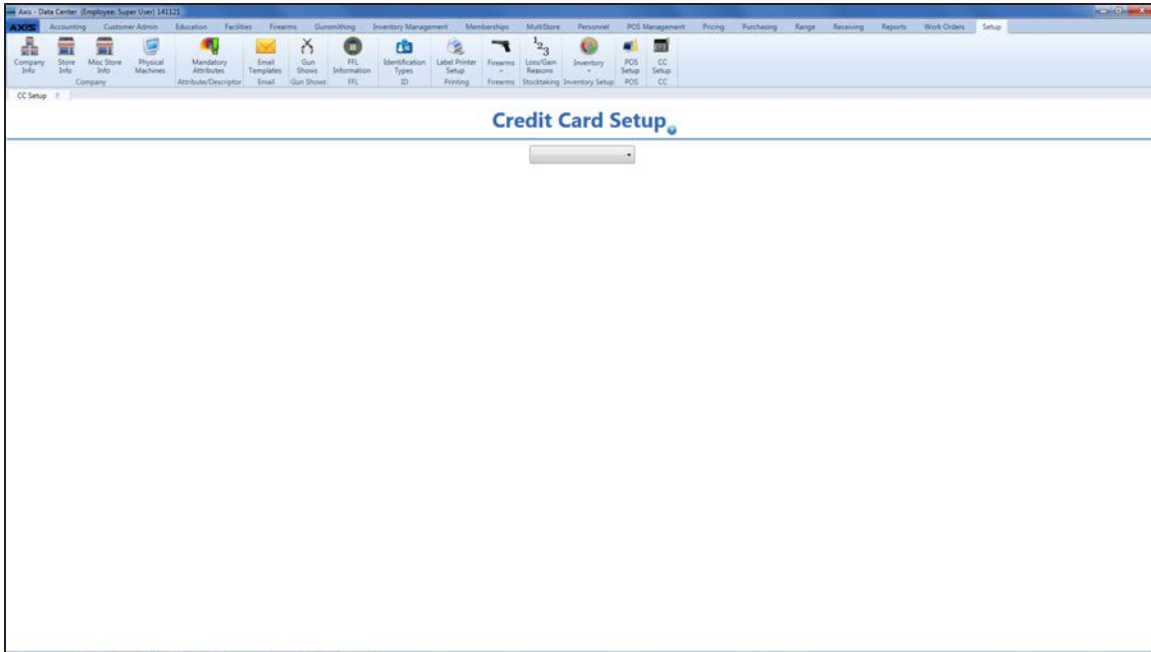 Axis - Data Center (Employee: Super User) 141121
AXIS Accounting Customer Admin Education Facilities Firearms Gunsmithing Inventory Management Memberships MultiStore Personnel POS Management Pricing Purchasing Range Receiving Reports Work Orders Setup
Company Store Misc Store Physical Mandatory Email Gun FFL Identification Label Printer Firearms Loss/Gain Inventory POS CC
Info Info Info Machines Attributes Templates Shows Information Types Setup Reasons Setup Setup
Company Attribute/Descriptor Email Gun Shows FFL ID Printing Firearms Stocktaking Inventory Setup POS CC
CC Setup
Credit Card Setup